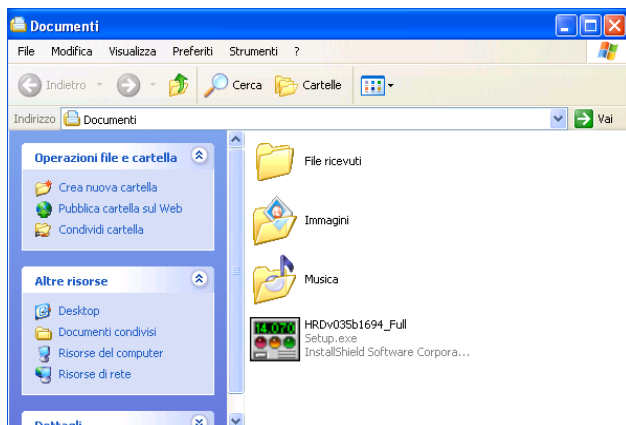 Documenti
File Modifica Visualizza Preferiti Strumenti ?
Indietro Cerca Cartelle
Indirizzo Documenti Vai
Operazioni file e cartella
Crea nuova cartella
Pubblica cartella sul Web
Condividi cartella
Altre risorse
Desktop
Documenti condivisi
Risorse del computer
Risorse di rete
Dettagli
File ricevuti
Immagini
Musica
14.070
HRDv035b1694_Full
Setup.exe
InstallShield Software Corpora...